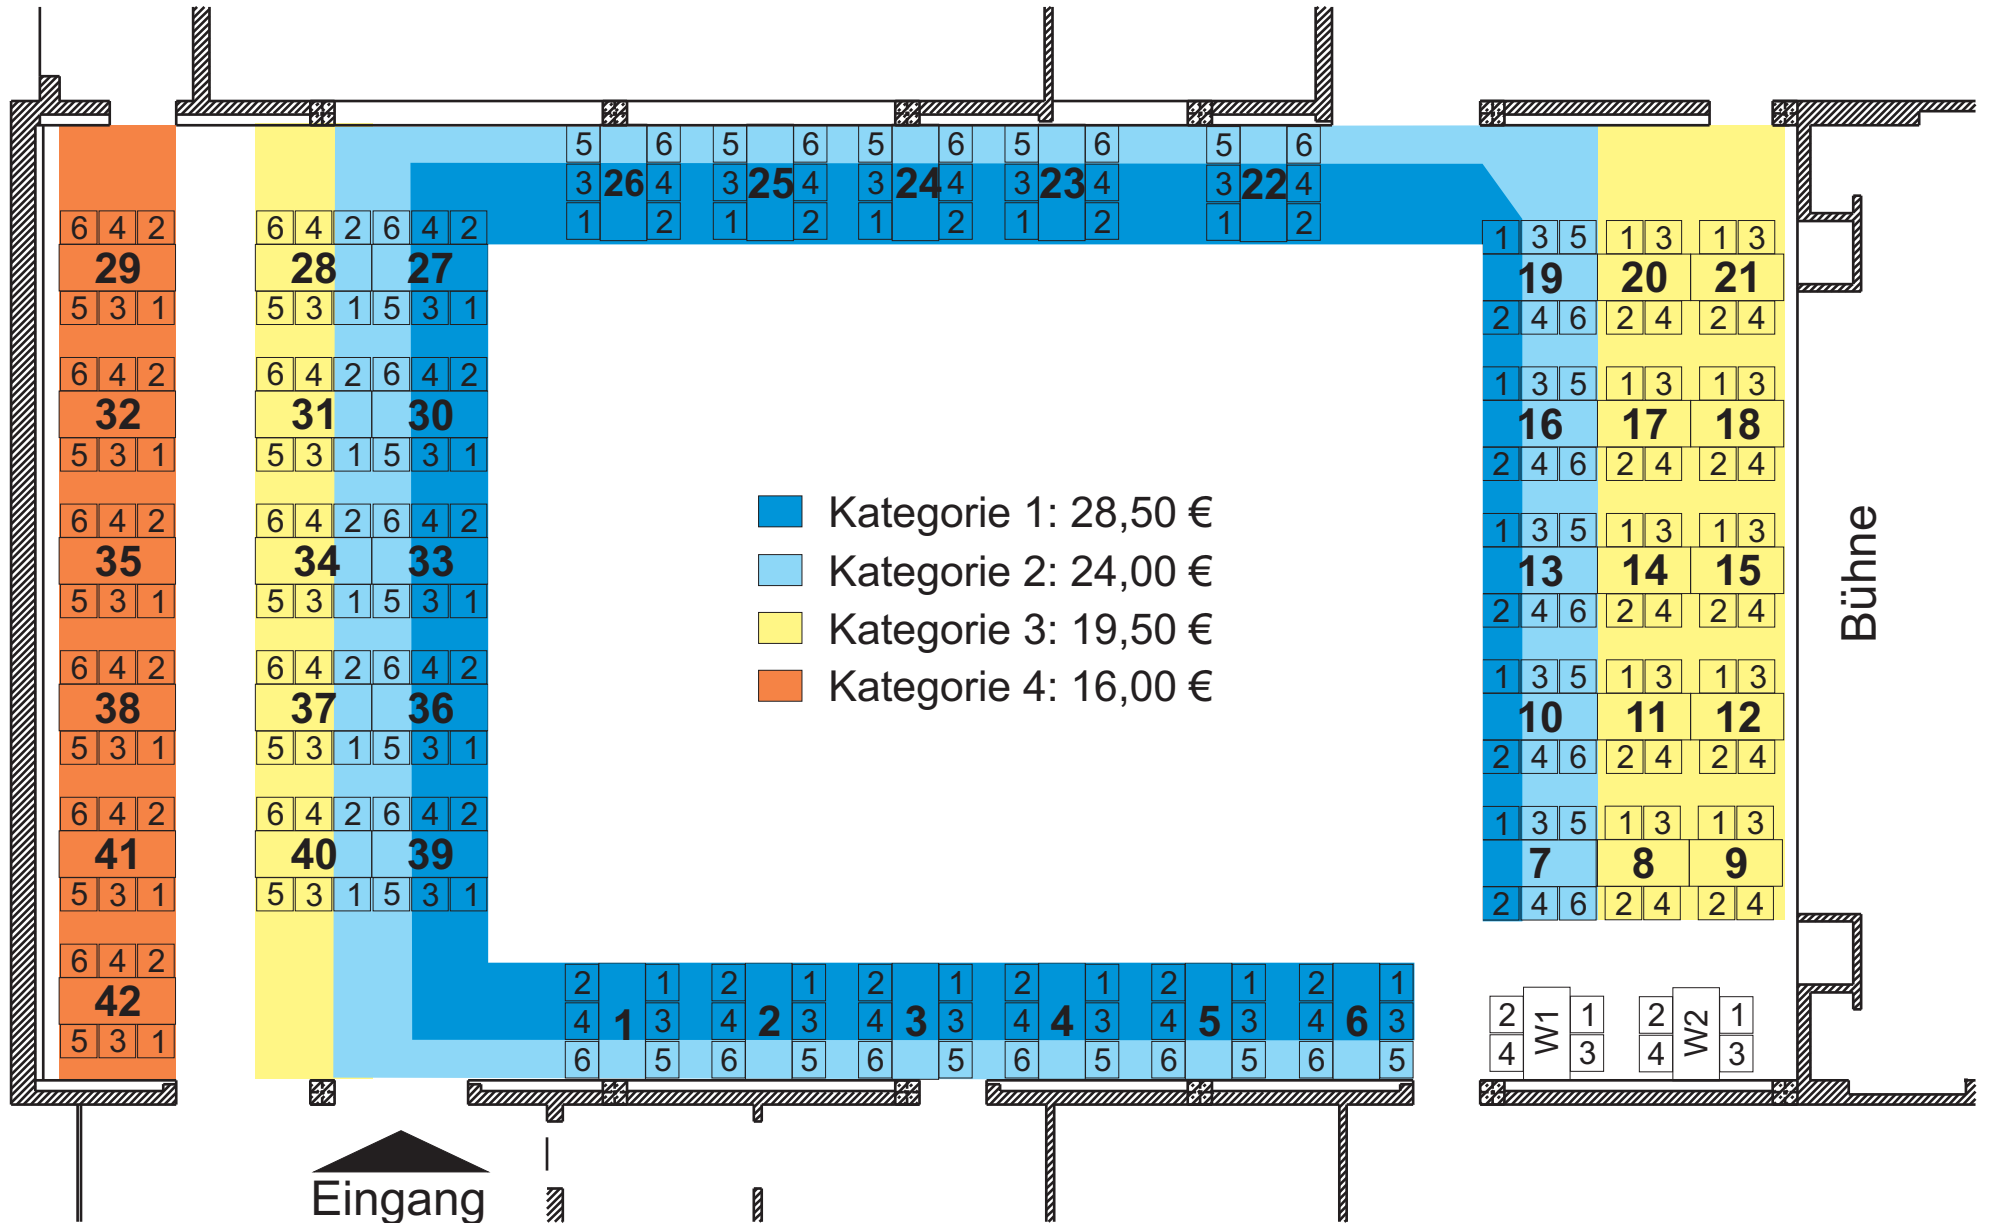 5 6 5 6 5 6 5 6 5 6
3 26 4 3 25 4 3 24 4 3 23 4 3 22 4
1 2 1 2 1 2 1 2 1 2
6 4 2 6 4 2 6 4 2 1 3 5 1 3 1 3
29 28 27 19 20 21
5 3 1 5 3 1 5 3 1 2 4 6 2 4 2 4
6 4 2 6 4 2 6 4 2 1 3 5 1 3 1 3
32 31 30 16 17 18
5 3 1 5 3 1 5 3 1 2 4 6 2 4 2 4
6 4 2 6 4 2 6 4 2 1 3 5 1 3 1 3
35 34 33 13 14 15
5 3 1 5 3 1 5 3 1 2 4 6 2 4 2 4
6 4 2 6 4 2 6 4 2 1 3 5 1 3 1 3
38 37 36 10 11 12
5 3 1 5 3 1 5 3 1 2 4 6 2 4 2 4
6 4 2 6 4 2 6 4 2 1 3 5 1 3 1 3
41 40 39 7 8 9
5 3 1 5 3 1 5 3 1 2 4 6 2 4 2 4
Kategorie 1: 28,50 €
Kategorie 2: 24,00 €
Kategorie 3: 19,50 €
Kategorie 4: 16,00 €
Bühne
6 4 2
42
5 3 1
2 1 2 1 2 1 2 1 2 1 2 1
4 1 3 4 2 3 4 3 3 4 4 3 4 5 3 4 6 3
6 5 6 5 6 5 6 5 6 5 6 5
2 W1 1 2 W2 1
4 3 4 3
Eingang